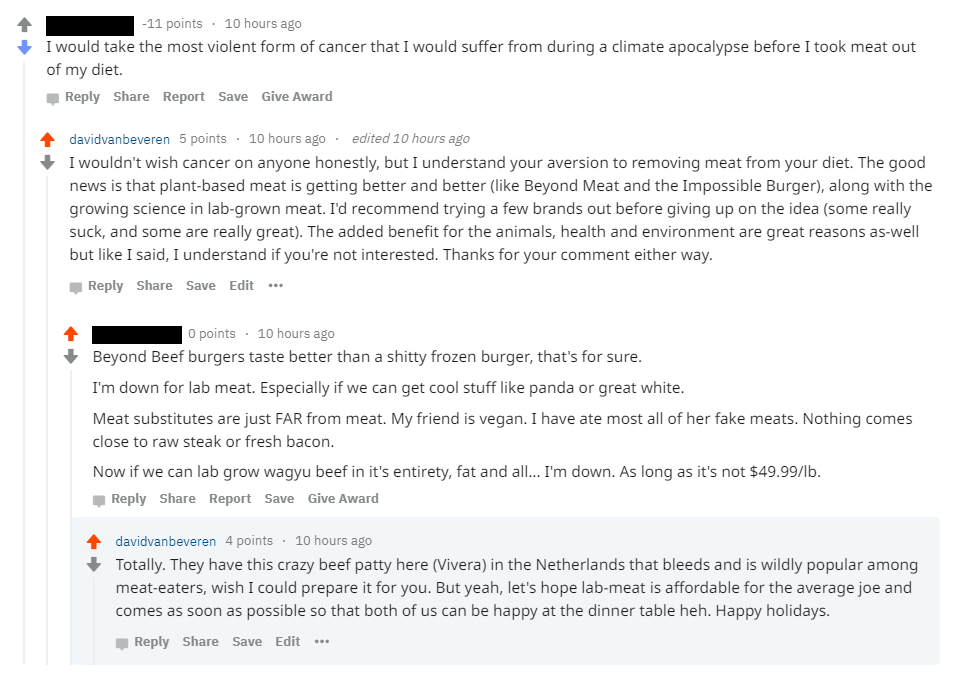 -11 points · 10 hours ago
I would take the most violent form of cancer that I would suffer from during a climate apocalypse before I took meat out
of my diet.
Reply Share Report Save Give Award
davidvanbeveren 5 points · 10 hours ago · edited 10 hours ago
I wouldn't wish cancer on anyone honestly, but I understand your aversion to removing meat from your diet. The good
news is that plant-based meat is getting better and better (like Beyond Meat and the Impossible Burger), along with the
growing science in lab-grown meat. I'd recommend trying a few brands out before giving up on the idea (some really
suck, and some are really great). The added benefit for the animals, health and environment are great reasons as-well
but like I said, I understand if you're not interested. Thanks for your comment either way.
Reply Share Save Edit •••
0 points · 10 hours ago
Beyond Beef burgers taste better than a shitty frozen burger, that's for sure.
I'm down for lab meat. Especially if we can get cool stuff like panda or great white.
Meat substitutes are just FAR from meat. My friend is vegan. I have ate most all of her fake meats. Nothing comes
close to raw steak or fresh bacon.
Now if we can lab grow wagyu beef in it's entirety, fat and all... I'm down. As long as it's not $49.99/lb.
Reply Share Report Save Give Award
davidvanbeveren 4 points · 10 hours ago
Totally. They have this crazy beef patty here (Vivera) in the Netherlands that bleeds and is wildly popular among
meat-eaters, wish I could prepare it for you. But yeah, let's hope lab-meat is affordable for the average joe and
comes as soon as possible so that both of us can be happy at the dinner table heh. Happy holidays.
Reply Share Save Edit •••